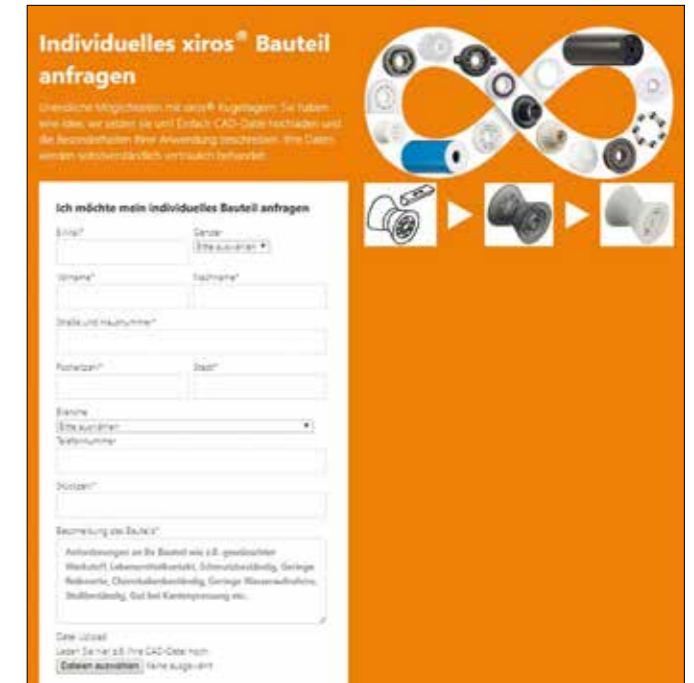 Individuelles xiros® Bauteil
anfragen
Unendliche Möglichkeiten mit xiros® Kugellagern. Sie haben
eine Idee, wir setzen sie um! Einfach CAD-Datei hochladen und
die Besonderheiten Ihrer Anwendung beschreiben. Ihre Daten
werden selbstverständlich vertraulich behandelt.
Ich möchte mein individuelles Bauteil anfragen
E-Mail*
Gender
Bitte auswählen
Vorname*
Nachname*
Straße und Hausnummer*
Postleitzahl*
Stadt*
Branche
Bitte auswählen
Telefonnummer
Stückzahl*
Beschreibung des Bauteils*
Anforderungen an Ihr Bauteil wie z.B. gewünschter
Werkstoff, Lebensmittelkontakt, Schmutzbeständig, Geringe
Reibwerte, Chemikalienbeständig, Geringe Wasseraufnahme,
Stoßbeständig, Gut bei Kantenpressung etc.
Datei Upload
Laden Sie hier z.B. Ihre CAD-Datei hoch
Dateien auswählen Keine ausgewählt